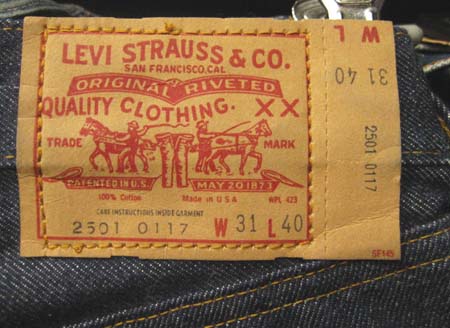 LEVI STRAUSS & CO.
SAN FRANCISCO, CAL
ORIGINAL RIVETED
QUALITY CLOTHING. XX
TRADE MARK
PATENTED IN U.S. MAY 20 1873
100% Cotton Made in U S A WPL 423
CARE INSTRUCTIONS INSIDE GARMENT
2501 0117 W 31 L 40
W L
31 40
2501 0117
SF145